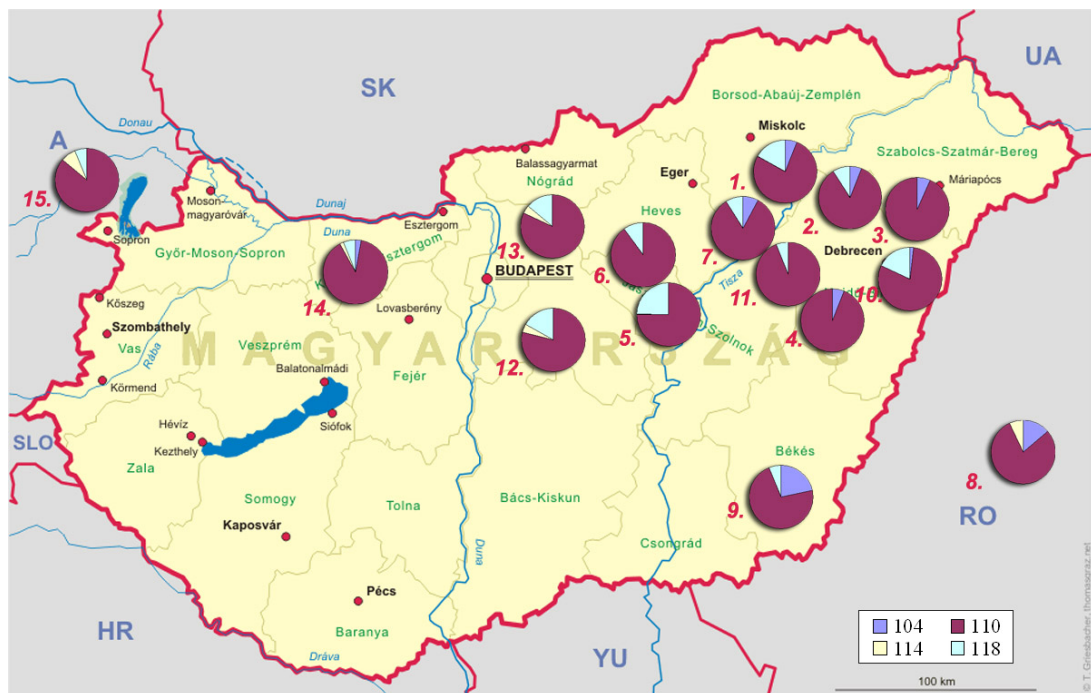 UA
SK
Borsod-Abaúj-Zemplén
Donau
Miskolc
A
Balassagyarmat
Szabolcs-Szatmár-Bereg
Nógrád
Eger
1.
Máriapócs
15.
Moson-
magyaróvár
2.
3.
Dunaj
Esztergom
Heves
Sopron
Duna
13.
7.
Győr-Moson-Sopron
Debrecen
6.
BUDAPEST
Tisza
14.
11.
10.
Kőszeg
Lovasberény
Szombathely
5.
Szolnok
4.
Vas
Rába
Veszprém
MAGYARORSZÁG
12.
Balatonalmádi
Fejér
Körmend
Siófok
Hévíz
SLO
Kezthely
Békés
Zala
8.
Somogy
Tolna
Bács-Kiskun
9.
RO
Kaposvár
Csongrád
Duna
Pécs
HR
Baranya
YU
Dráva
104
110
114
118
100 km
© T. Griesbacher thomasgraz.net